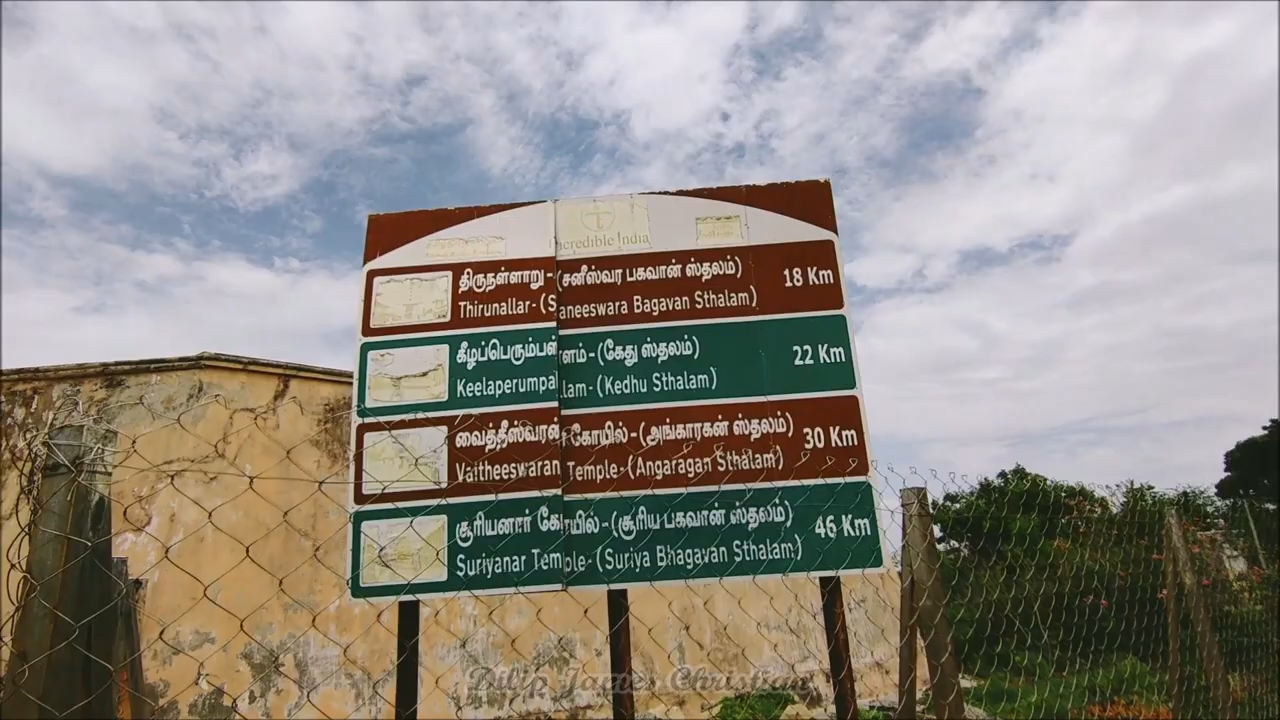 Incredible India
திருநள்ளாறு-(சனீஸ்வர பகவான் ஸ்தலம்) 18 Km
Thirunallar-(Saneeswara Bagavan Sthalam)
கீழப்பெரும்பள்ளம்-(கேது ஸ்தலம்) 22 Km
Keelaperumpallam-(Kedhu Sthalam)
வைத்தீஸ்வரன் கோயில்-(அங்காரகன் ஸ்தலம்) 30 Km
Vaitheeswaran Temple-(Angaragan Sthalam)
சூரியனார் கோயில்-(சூரிய பகவான் ஸ்தலம்) 46 Km
Suriyanar Temple-(Suriya Bhagavan Sthalam)
Dilip James Christian